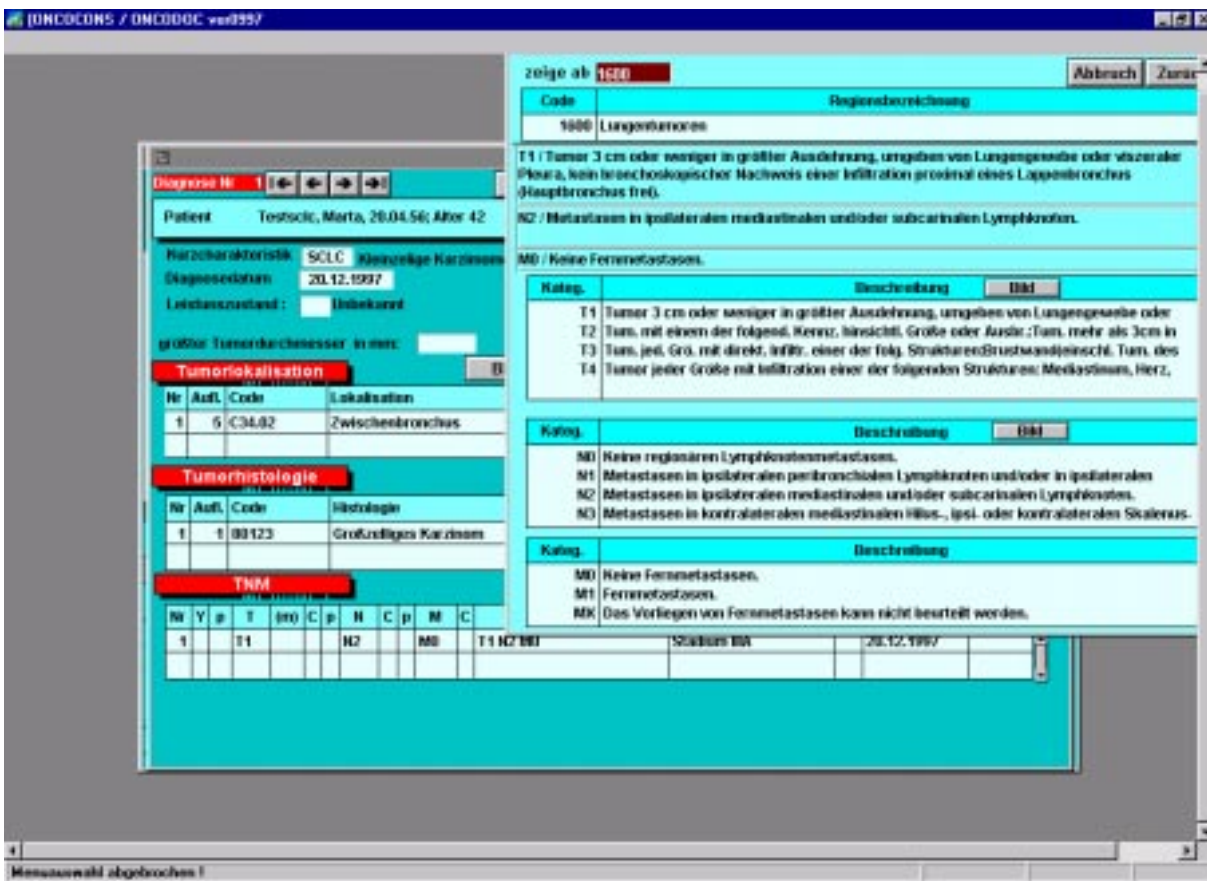 [ONCOCONS / ONCODOC ver0997
zeige ab 1600
Abbruch
Code Regionsbezeichnung
1600 Lungentumoren
T1 / Tumor 3 cm oder weniger in größter Ausdehnung, umgeben von Lungengewebe oder viszeraler
Pleura, kein bronchoskopischer Nachweis einer Infiltration proximal eines Lappenbronchus
(Hauptbronchus frei).
N2 / Metastasen in ipsilateralen mediastinalen und/oder subcarinalen Lymphknoten.
M0 / Keine Fernmetastasen.
Kateg. Beschreibung Bild
T1 Tumor 3 cm oder weniger in größter Ausdehnung, umgeben von Lungengewebe oder
T2 Tum. mit einem der folgend. Kennz. hinsichtl. Größe oder Ausbr.:Tum. mehr als 3cm in
T3 Tum. jed. Grö. mit direkt. Infiltr. einer der folg. Strukturen:Brustwand(einschl. Tum. des
T4 Tumor jeder Größe mit Infiltration einer der folgenden Strukturen: Mediastinum, Herz,
Kateg. Beschreibung Bild
N0 Keine regionären Lymphknotenmetastasen.
N1 Metastasen in ipsilateralen peribronchialen Lymphknoten und/oder in ipsilateralen
N2 Metastasen in ipsilateralen mediastinalen und/oder subcarinalen Lymphknoten.
N3 Metastasen in kontralateralen mediastinalen Hilus-, ipsi- oder kontralateralen Skalenus-
Kateg. Beschreibung
M0 Keine Fernmetastasen.
M1 Fernmetastasen.
MX Das Vorliegen von Fernmetastasen kann nicht beurteilt werden.
Diagnose Nr 1
Patient Testsclc, Marta, 20.04.56; Alter 42
Kurzcharakteristik SCLC Kleinzelige Karzinome
Diagnosedatum 20.12.1997
Leistunszustand : Unbekannt
größter Tumordurchmesser in mm:
Tumorlokalisation
Nr Aufl. Code Lokalisation
1 5 C34.02 Zwischenbronchus
Tumorhistologie
Nr Aufl. Code Histologie
1 1 80123 Großzelliges Karzinom
TNM
Nr Y p T (m) C p N C p M C
1 T1 N2 M0 T1 N2 M0 Stadium IIIA 20.12.1997
Menuauswahl abgebrochen !